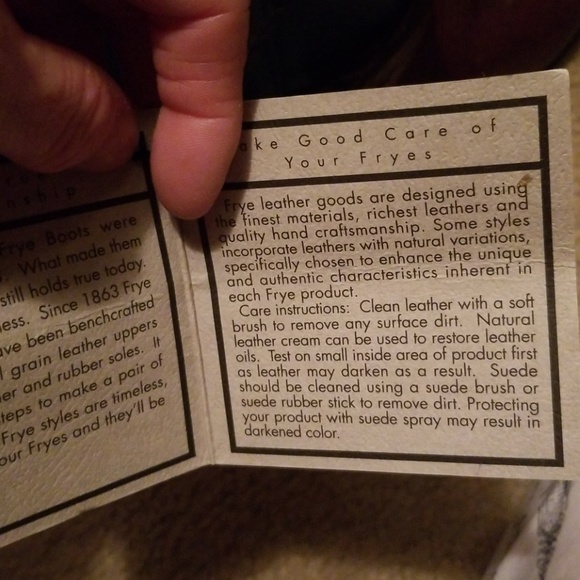 nship
Frye Boots were
What made them
still holds true today.
ess. Since 1863 Frye
ve been benchcrafted
grain leather uppers
her and rubber soles. It
teps to make a pair of
Frye styles are timeless,
our Fryes and they'll be
ake Good Care of
Your Fryes
Frye leather goods are designed using
the finest materials, richest leathers and
quality hand craftsmanship. Some styles
incorporate leathers with natural variations,
specifically chosen to enhance the unique
and authentic characteristics inherent in
each Frye product.
Care instructions: Clean leather with a soft
brush to remove any surface dirt. Natural
leather cream can be used to restore leather
oils. Test on small inside area of product first
as leather may darken as a result. Suede
should be cleaned using a suede brush or
suede rubber stick to remove dirt. Protecting
your product with suede spray may result in
darkened color.